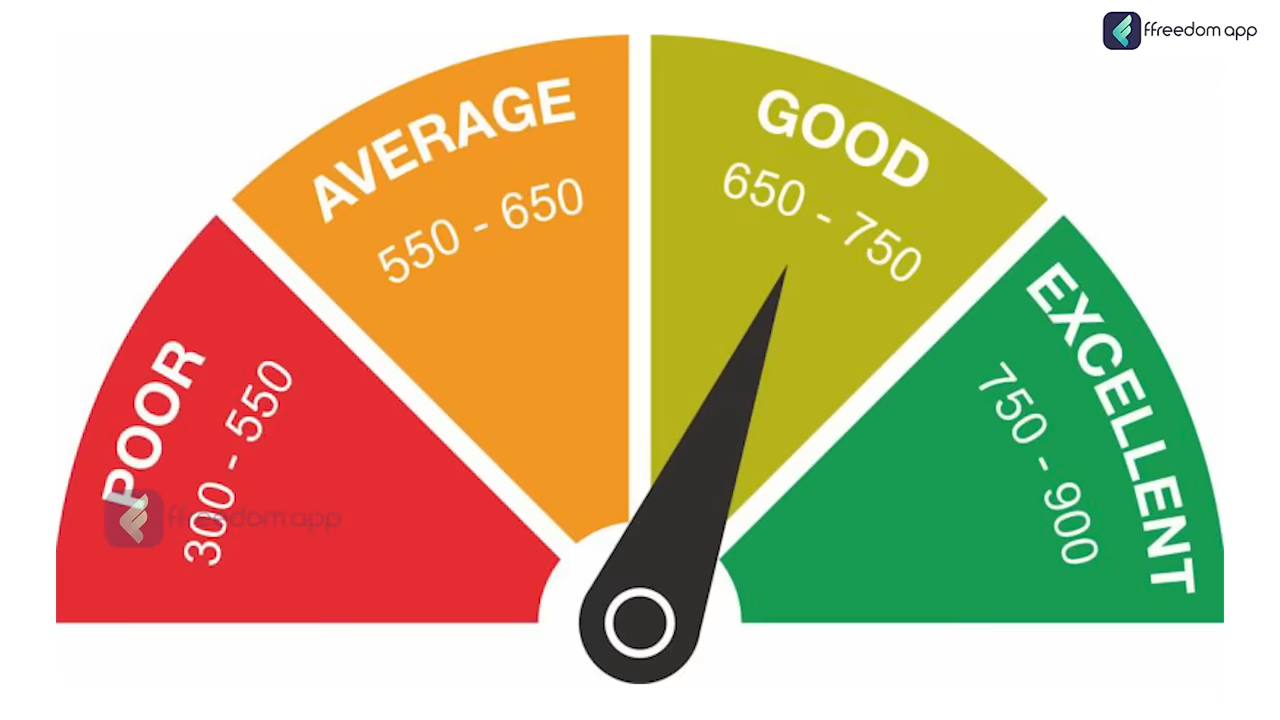 ffreedom app
POOR
300 - 550
AVERAGE
550 - 650
GOOD
650 - 750
EXCELLENT
750 - 900
ffreedom app